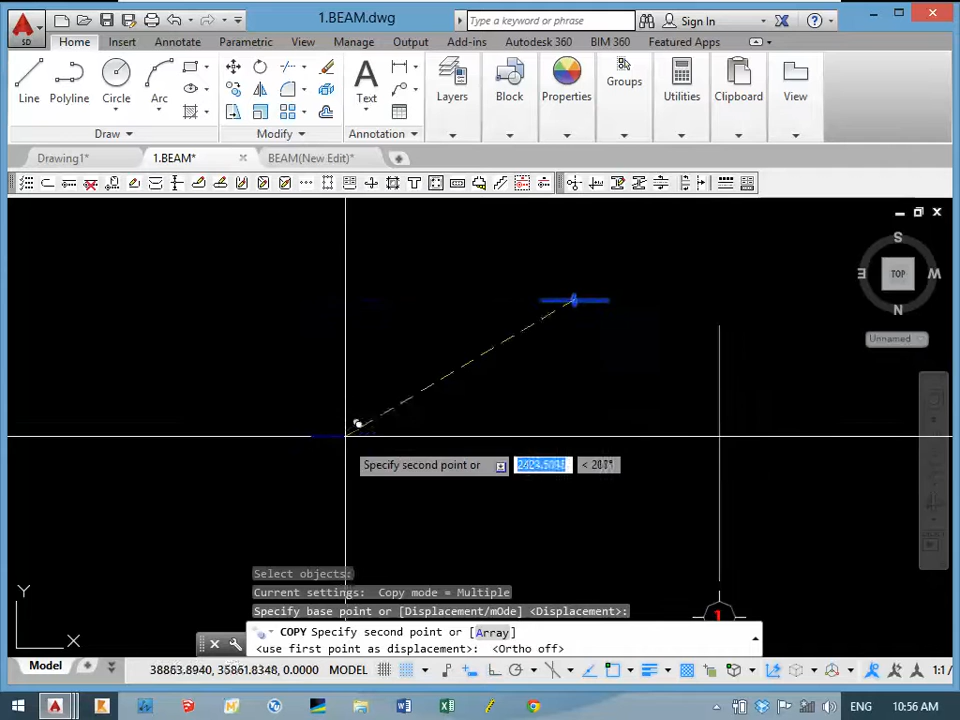 1.BEAM.dwg
Type a keyword or phrase
Sign In
SD
Home Insert Annotate Parametric View Manage Output Add-ins Autodesk 360 BIM 360 Featured Apps
Line Polyline Circle Arc Text Layers Block Properties Groups Utilities Clipboard View
Draw Modify Annotation
Drawing1* 1.BEAM* BEAM(New Edit)*
S
E TOP W
N
Unnamed
Specify second point or
Select objects:
Current settings: Copy mode = Multiple
Specify base point or [Displacement/mOde] <Displacement>:
COPY Specify second point or [Array]
<use first point as displacement>: <Ortho off>
Y
X
1
Model 38863.8940, 35861.8348, 0.0000 MODEL 1:1
ENG 10:56 AM